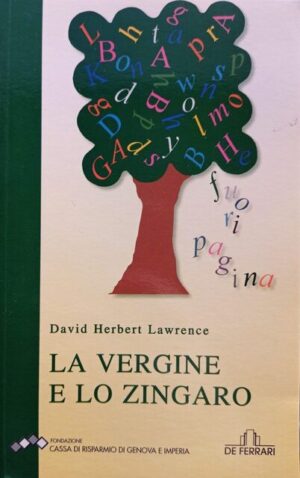 fuori
pagina
David Herbert Lawrence
LA VERGINE
E LO ZINGARO
FONDAZIONE
CASSA DI RISPARMIO DI GENOVA E IMPERIA
DE FERRARI